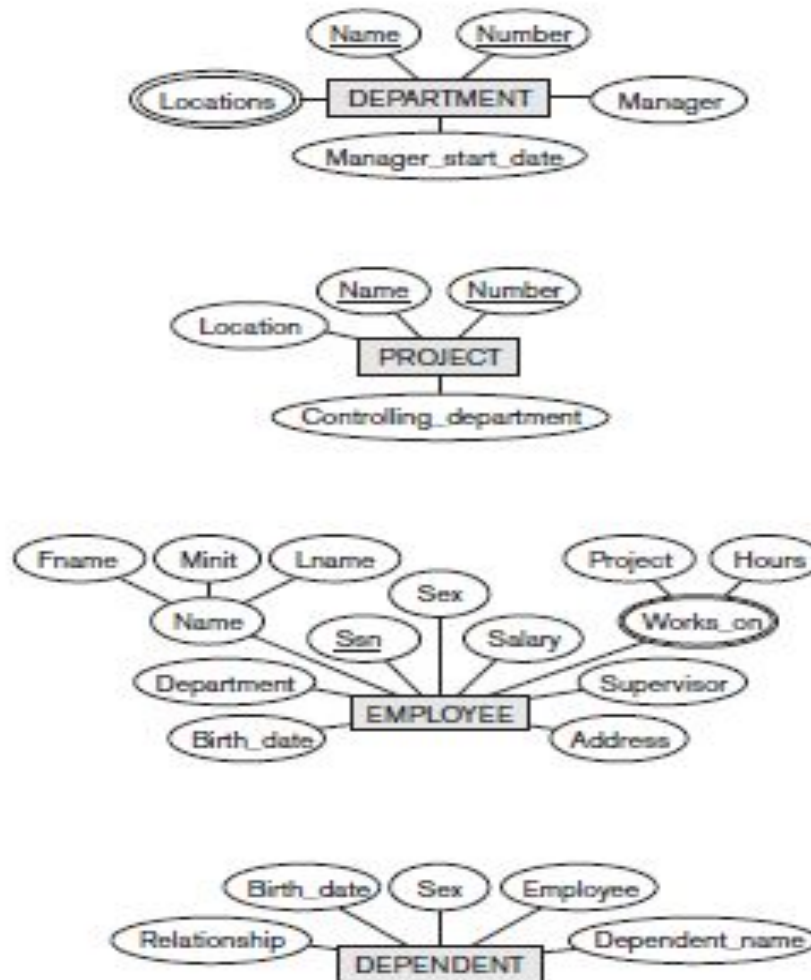 Name Number
Locations DEPARTMENT Manager
Manager_start_date
Name Number
Location
PROJECT
Controlling_department
Fname Minit Lname Project Hours
Sex
Name Works_on
Ssn Salary
Department Supervisor
EMPLOYEE
Birth_date Address
Birth_date Sex Employee
Relationship Dependent_name
DEPENDENT